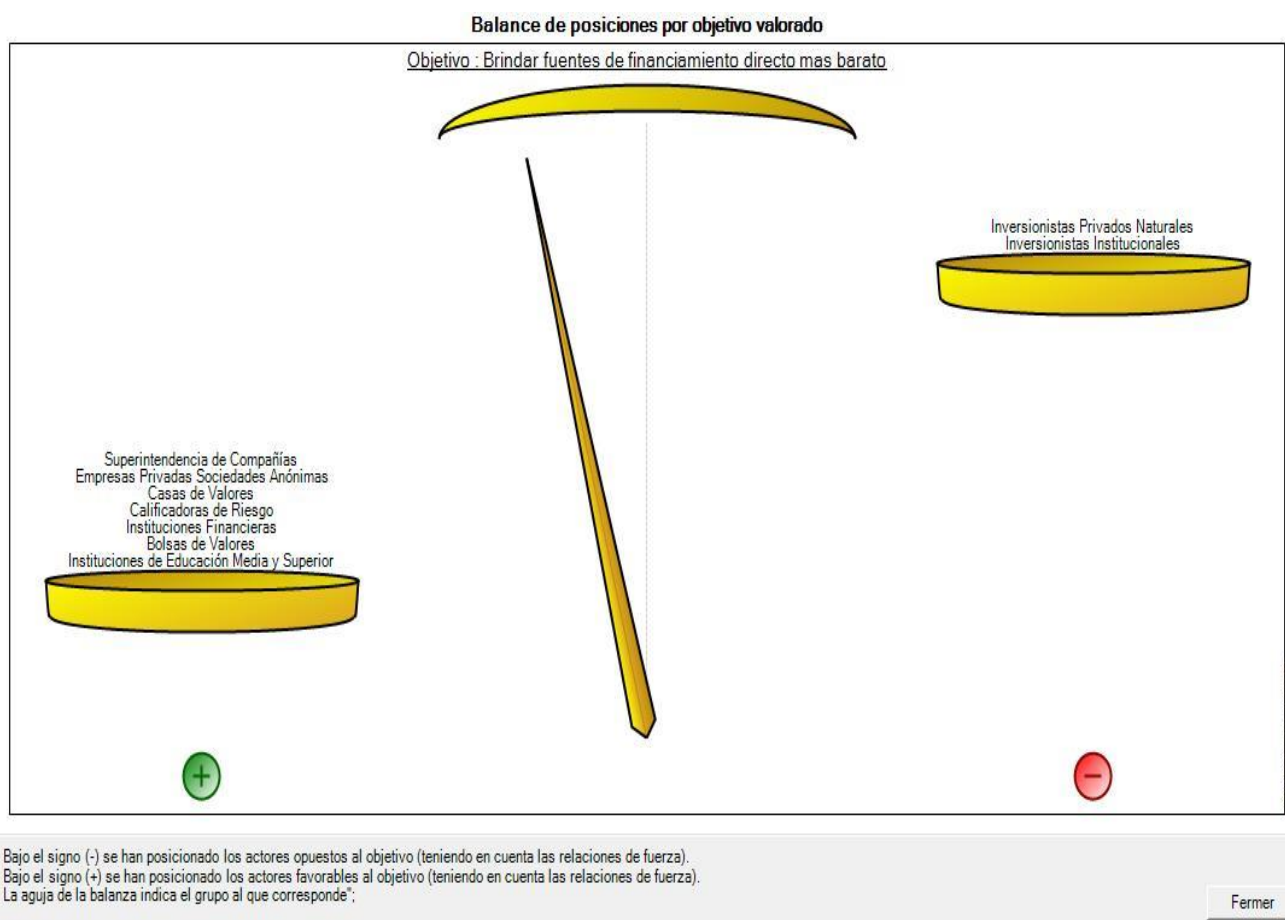 Balance de posiciones por objetivo valorado
Objetivo : Brindar fuentes de financiamiento directo mas barato
Inversionistas Privados Naturales
Inversionistas Institucionales
Superintendencia de Compañías
Empresas Privadas Sociedades Anónimas
Casas de Valores
Calificadoras de Riesgo
Instituciones Financieras
Bolsas de Valores
Instituciones de Educación Media y Superior
+
−
Bajo el signo (-) se han posicionado los actores opuestos al objetivo (teniendo en cuenta las relaciones de fuerza).
Bajo el signo (+) se han posicionado los actores favorables al objetivo (teniendo en cuenta las relaciones de fuerza).
La aguja de la balanza indica el grupo al que corresponde";
Fermer